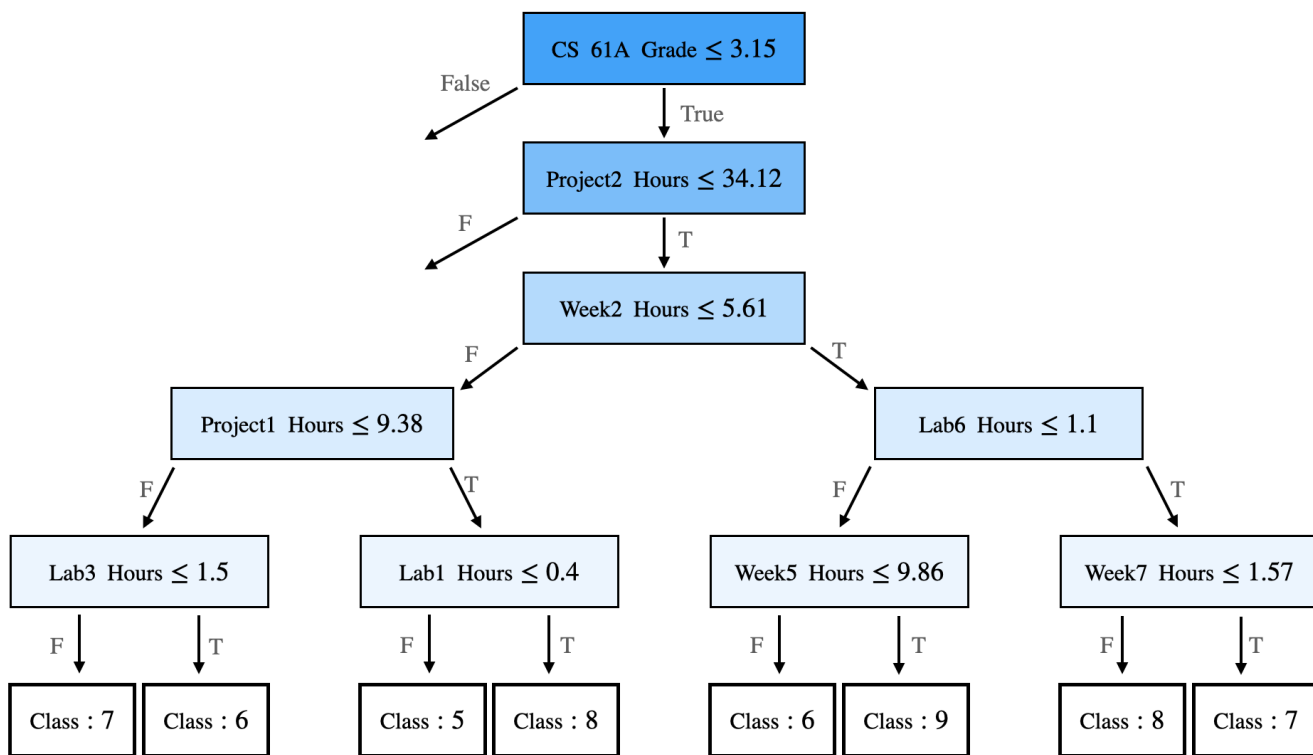 CS 61A Grade ≤ 3.15
False
True
Project2 Hours ≤ 34.12
F
T
Week2 Hours ≤ 5.61
F
T
Project1 Hours ≤ 9.38
Lab6 Hours ≤ 1.1
F
T
F
T
Lab3 Hours ≤ 1.5
Lab1 Hours ≤ 0.4
Week5 Hours ≤ 9.86
Week7 Hours ≤ 1.57
F
T
F
T
F
T
F
T
Class : 7
Class : 6
Class : 5
Class : 8
Class : 6
Class : 9
Class : 8
Class : 7